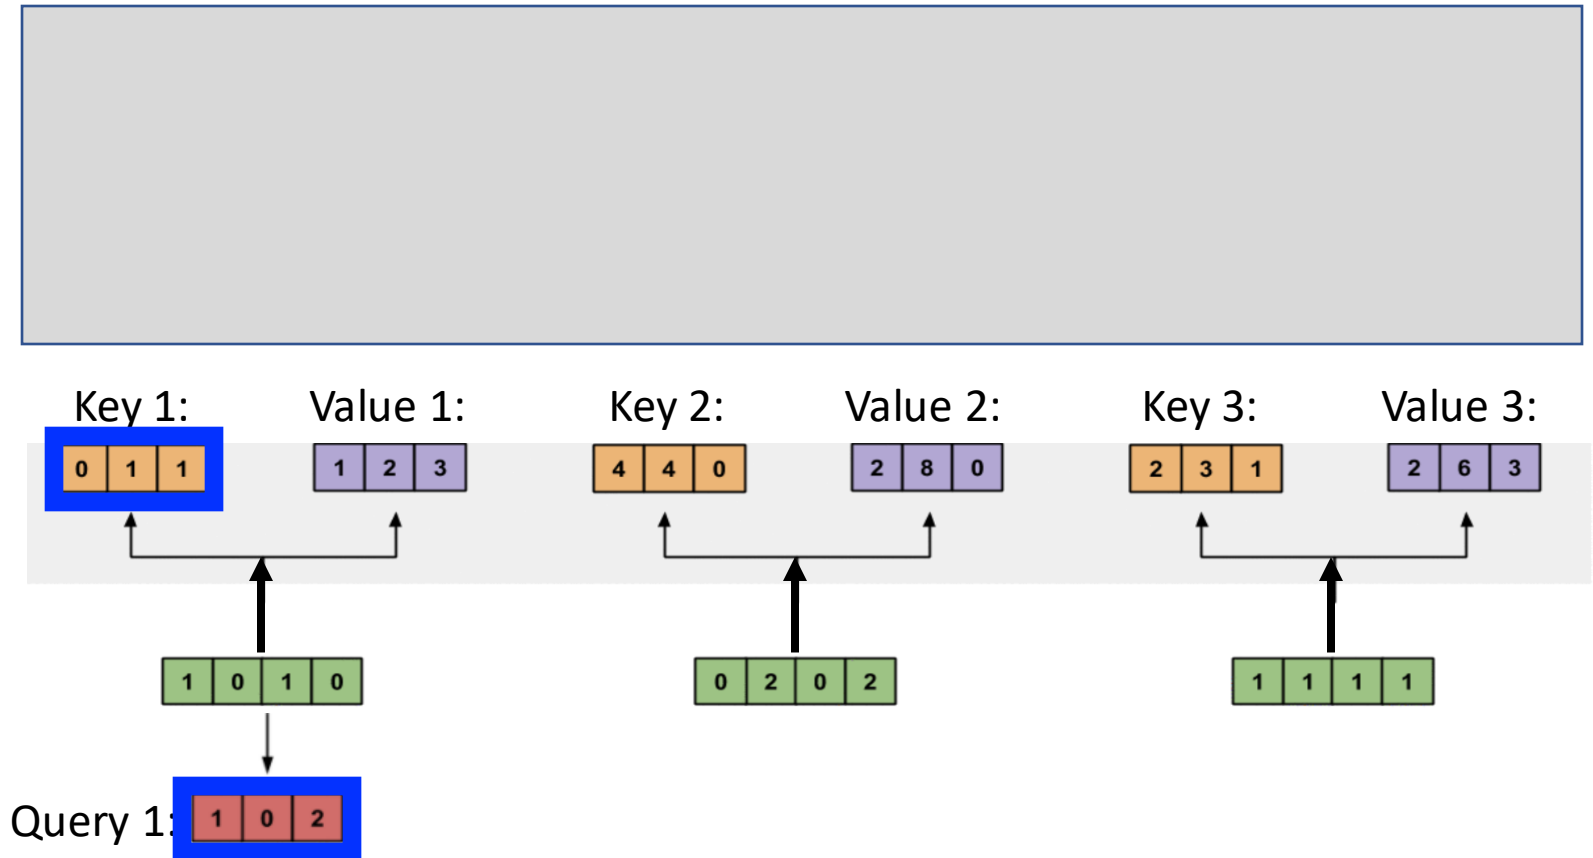 Key 1: Value 1: Key 2: Value 2: Key 3: Value 3:
0 1 1 1 2 3 4 4 0 2 8 0 2 3 1 2 6 3
1 0 1 0 0 2 0 2 1 1 1 1
Query 1: 1 0 2